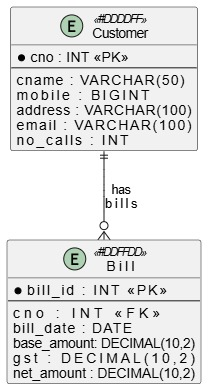 «#DDDDFF»
E Customer
cno : INT «PK»
cname : VARCHAR(50)
mobile : BIGINT
address : VARCHAR(100)
email : VARCHAR(100)
no_calls : INT
has
bills
«#DDFFDD»
E Bill
bill_id : INT «PK»
cno : INT «FK»
bill_date : DATE
base_amount: DECIMAL(10,2)
gst : DECIMAL(10,2)
net_amount : DECIMAL(10,2)